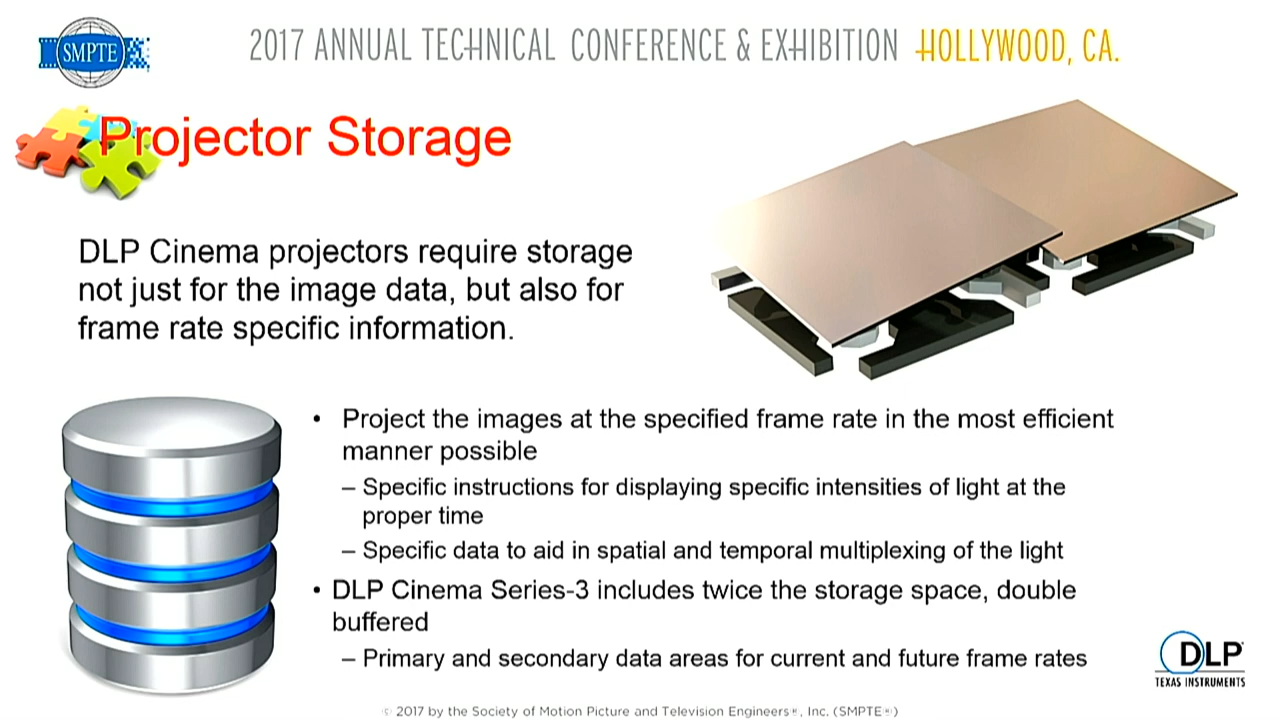 SMPTE
2017 ANNUAL TECHNICAL CONFERENCE & EXHIBITION HOLLYWOOD, CA.
Projector Storage
DLP Cinema projectors require storage
not just for the image data, but also for
frame rate specific information.
• Project the images at the specified frame rate in the most efficient
manner possible
– Specific instructions for displaying specific intensities of light at the
proper time
– Specific data to aid in spatial and temporal multiplexing of the light
• DLP Cinema Series-3 includes twice the storage space, double
buffered
– Primary and secondary data areas for current and future frame rates
DLP
TEXAS INSTRUMENTS
© 2017 by the Society of Motion Picture and Television Engineers®, Inc. (SMPTE®)